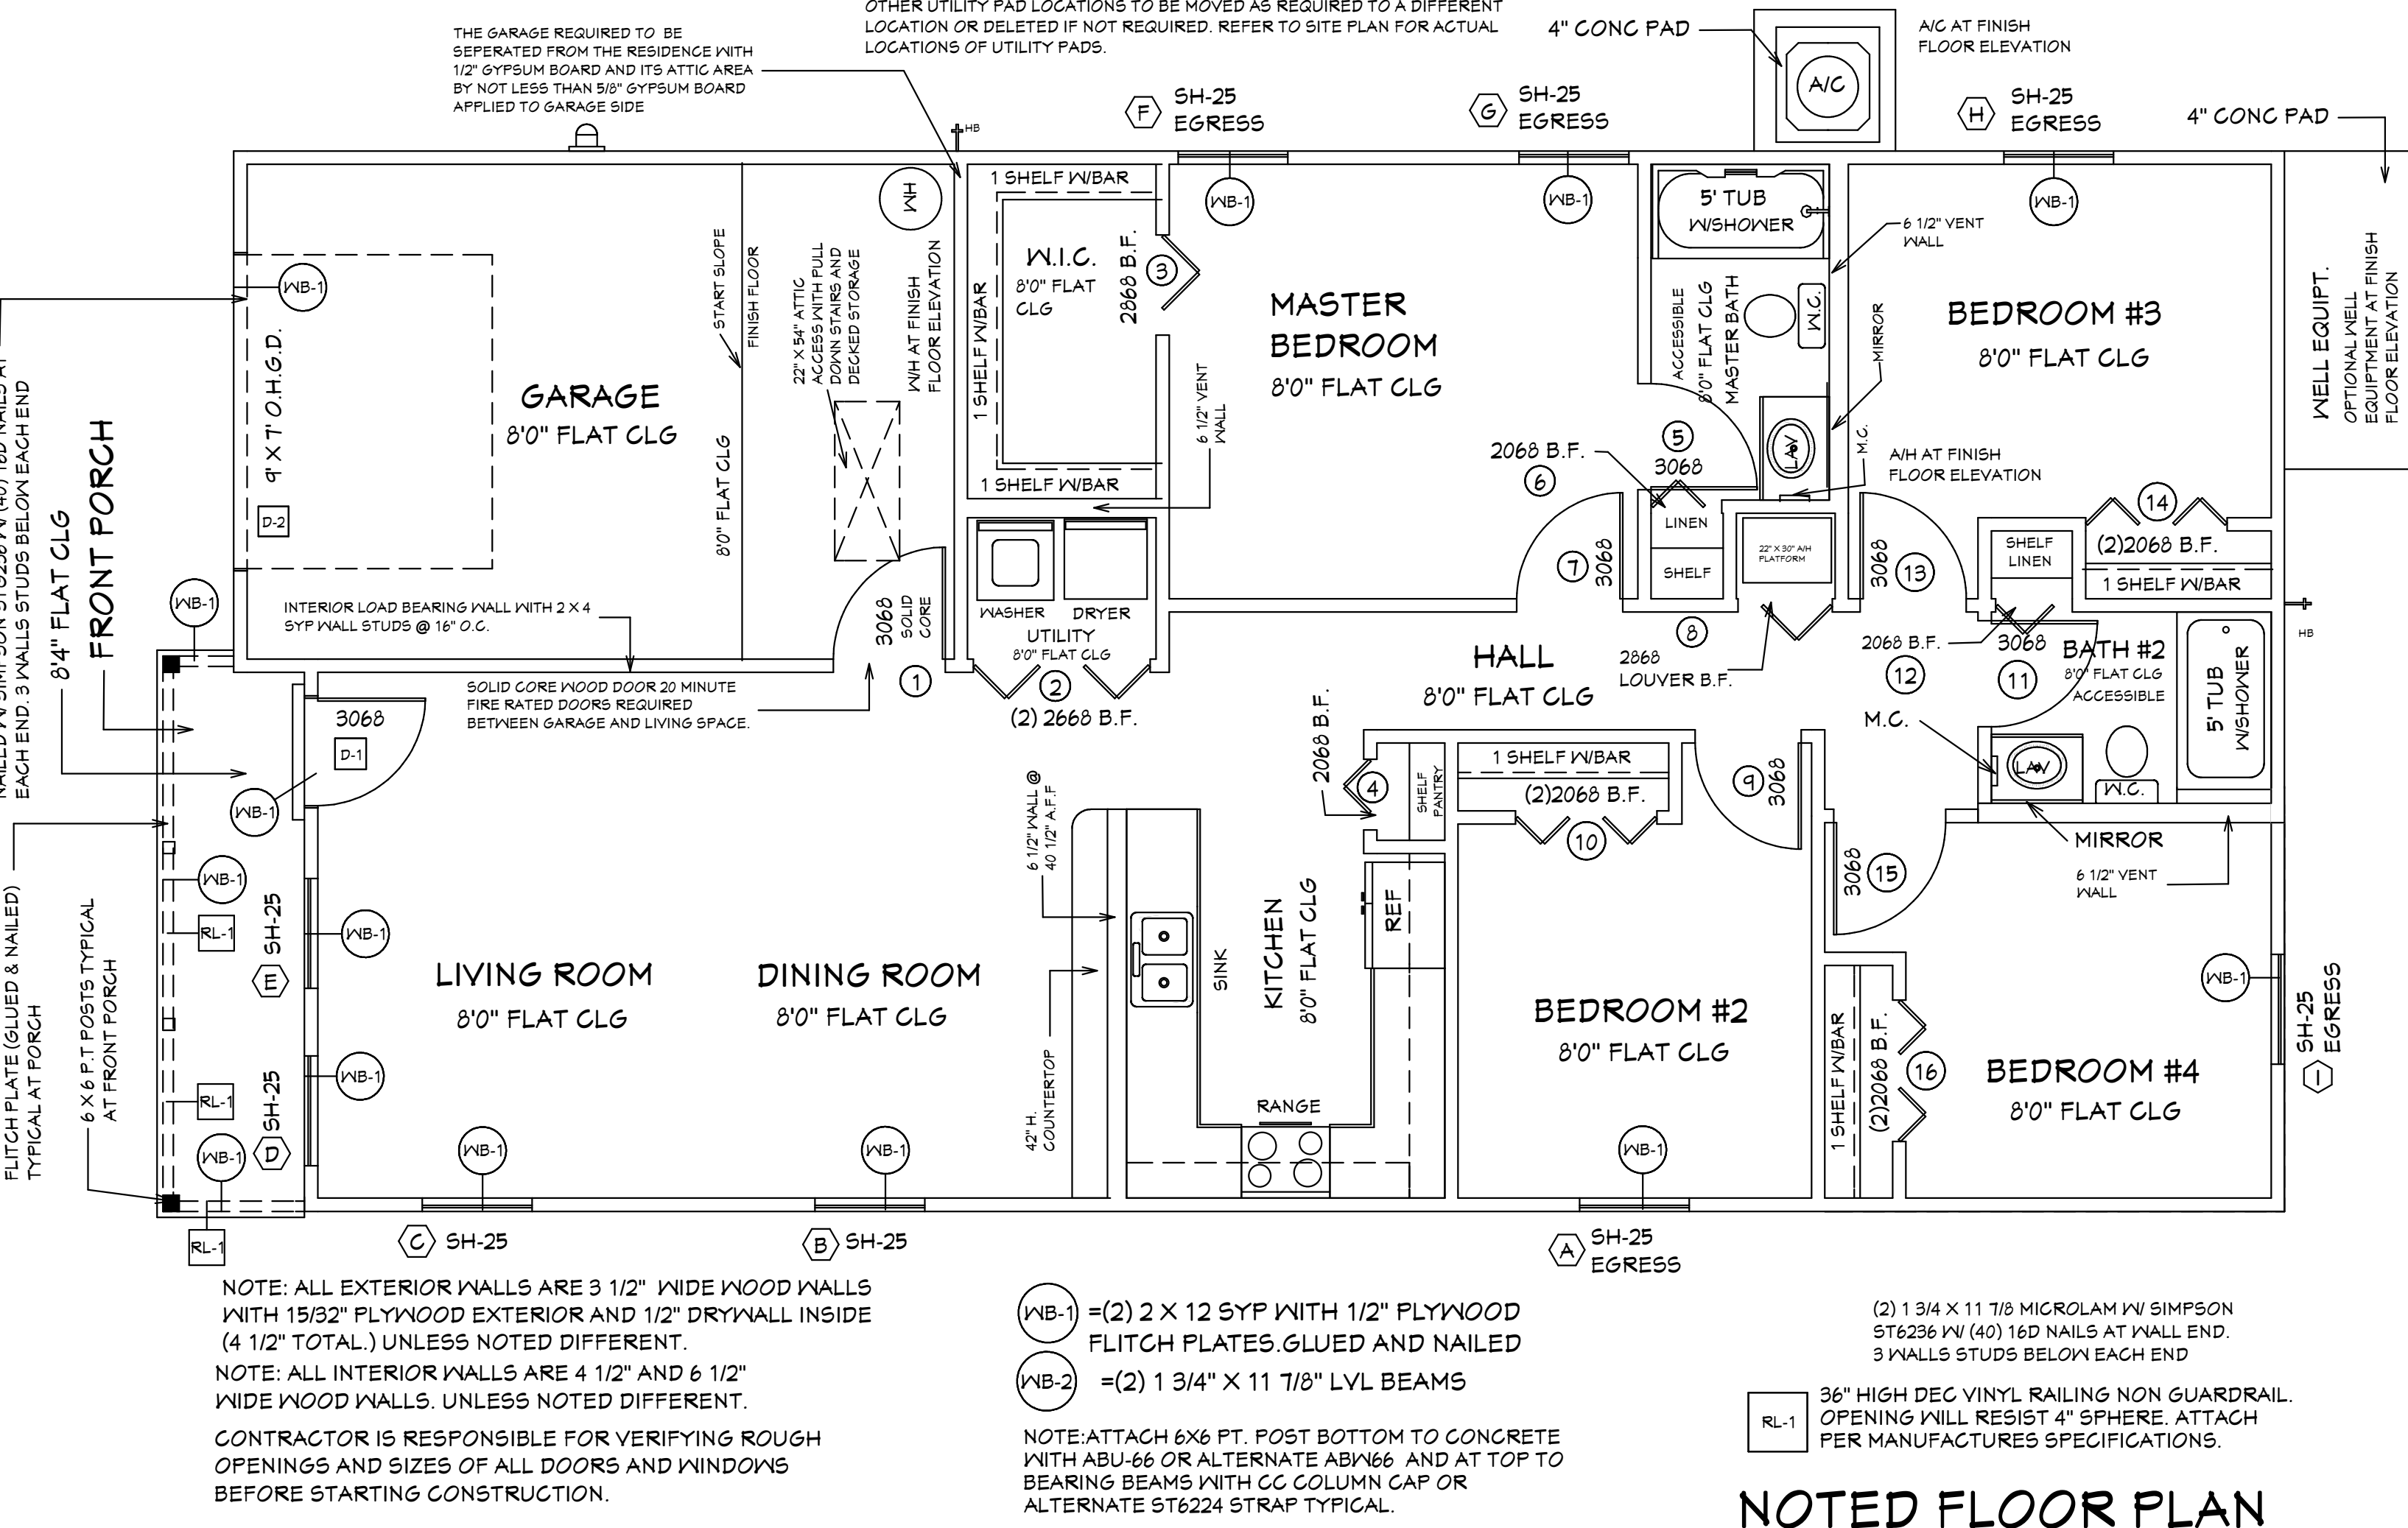 OTHER UTILITY PAD LOCATIONS TO BE MOVED AS REQUIRED TO A DIFFERENT
LOCATION OR DELETED IF NOT REQUIRED. REFER TO SITE PLAN FOR ACTUAL
LOCATIONS OF UTILITY PADS.
THE GARAGE REQUIRED TO BE
SEPERATED FROM THE RESIDENCE WITH
1/2" GYPSUM BOARD AND ITS ATTIC AREA
BY NOT LESS THAN 5/8" GYPSUM BOARD
APPLIED TO GARAGE SIDE
4" CONC PAD
A/C
A/C AT FINISH
FLOOR ELEVATION
F
SH-25
EGRESS
G
SH-25
EGRESS
H
SH-25
EGRESS
4" CONC PAD
HB
WB-1
9' X 7' O.H.G.D.
D-2
GARAGE
8'0" FLAT CLG
START SLOPE
FINISH FLOOR
8'0" FLAT CLG
22" X 54" ATTIC
ACCESS WITH PULL
DOWN STAIRS AND
DECKED STORAGE
HW
W/H AT FINISH
FLOOR ELEVATION
1 SHELF W/BAR
1 SHELF W/BAR
W.I.C.
8'0" FLAT
CLG
2868 B.F.
3
1 SHELF W/BAR
6 1/2" VENT
WALL
WB-1
WB-1
MASTER
BEDROOM
8'0" FLAT CLG
5' TUB
W/SHOWER
6 1/2" VENT
WALL
ACCESSIBLE
8'0" FLAT CLG
MASTER BATH
W.C.
MIRROR
LAV
M.C.
5
3068
2068 B.F.
6
A/H AT FINISH
FLOOR ELEVATION
LINEN
SHELF
22" X 30" A/H
PLATFORM
7
3068
8
2868
LOUVER B.F.
WB-1
BEDROOM #3
8'0" FLAT CLG
WELL EQUIPT.
OPTIONAL WELL
EQUIPTMENT AT FINISH
FLOOR ELEVATION
3068
13
14
(2)2068 B.F.
1 SHELF W/BAR
SHELF
LINEN
2068 B.F.
12
3068
11
BATH #2
8'0" FLAT CLG
ACCESSIBLE
5' TUB
W/SHOWER
HB
M.C.
LAV
W.C.
MIRROR
6 1/2" VENT
WALL
EACH END. 3 WALLS STUDS BELOW EACH END
8'4" FLAT CLG
FRONT PORCH
WB-1
INTERIOR LOAD BEARING WALL WITH 2 X 4
SYP WALL STUDS @ 16" O.C.
3068
SOLID
CORE
1
SOLID CORE WOOD DOOR 20 MINUTE
FIRE RATED DOORS REQUIRED
BETWEEN GARAGE AND LIVING SPACE.
WASHER
DRYER
UTILITY
8'0" FLAT CLG
2
(2) 2668 B.F.
HALL
8'0" FLAT CLG
3068
D-1
WB-1
FLITCH PLATE (GLUED & NAILED)
TYPICAL AT PORCH
6 X 6 P.T POSTS TYPICAL
AT FRONT PORCH
WB-1
RL-1
E
SH-25
WB-1
RL-1
WB-1
D
SH-25
WB-1
RL-1
LIVING ROOM
8'0" FLAT CLG
DINING ROOM
8'0" FLAT CLG
WB-1
WB-1
6 1/2" WALL @
40 1/2" A.F.F
42" H.
COUNTERTOP
SINK
KITCHEN
8'0" FLAT CLG
RANGE
REF
2068 B.F.
4
SHELF
PANTRY
1 SHELF W/BAR
(2)2068 B.F.
10
9
3068
BEDROOM #2
8'0" FLAT CLG
WB-1
3068
15
1 SHELF W/BAR
(2)2068 B.F.
16
BEDROOM #4
8'0" FLAT CLG
WB-1
I
SH-25
EGRESS
C
SH-25
B
SH-25
A
SH-25
EGRESS
NOTE: ALL EXTERIOR WALLS ARE 3 1/2" WIDE WOOD WALLS
WITH 15/32" PLYWOOD EXTERIOR AND 1/2" DRYWALL INSIDE
(4 1/2" TOTAL.) UNLESS NOTED DIFFERENT.
NOTE: ALL INTERIOR WALLS ARE 4 1/2" AND 6 1/2"
WIDE WOOD WALLS. UNLESS NOTED DIFFERENT.
CONTRACTOR IS RESPONSIBLE FOR VERIFYING ROUGH
OPENINGS AND SIZES OF ALL DOORS AND WINDOWS
BEFORE STARTING CONSTRUCTION.
WB-1 =(2) 2 X 12 SYP WITH 1/2" PLYWOOD
FLITCH PLATES.GLUED AND NAILED
WB-2 =(2) 1 3/4" X 11 7/8" LVL BEAMS
NOTE:ATTACH 6X6 PT. POST BOTTOM TO CONCRETE
WITH ABU-66 OR ALTERNATE ABW66 AND AT TOP TO
BEARING BEAMS WITH CC COLUMN CAP OR
ALTERNATE ST6224 STRAP TYPICAL.
(2) 1 3/4 X 11 7/8 MICROLAM W/ SIMPSON
ST6236 W/ (40) 16D NAILS AT WALL END.
3 WALLS STUDS BELOW EACH END
RL-1
36" HIGH DEC VINYL RAILING NON GUARDRAIL.
OPENING WILL RESIST 4" SPHERE. ATTACH
PER MANUFACTURES SPECIFICATIONS.
NOTED FLOOR PLAN